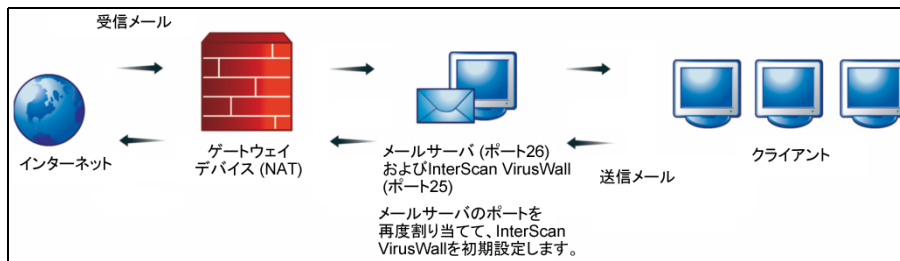 受信メール
インターネット
ゲートウェイ
デバイス (NAT)
メールサーバ (ポート26)
およびInterScan VirusWall
(ポート25)
メールサーバのポートを
再度割り当てて、InterScan
VirusWallを初期設定します。
送信メール
クライアント